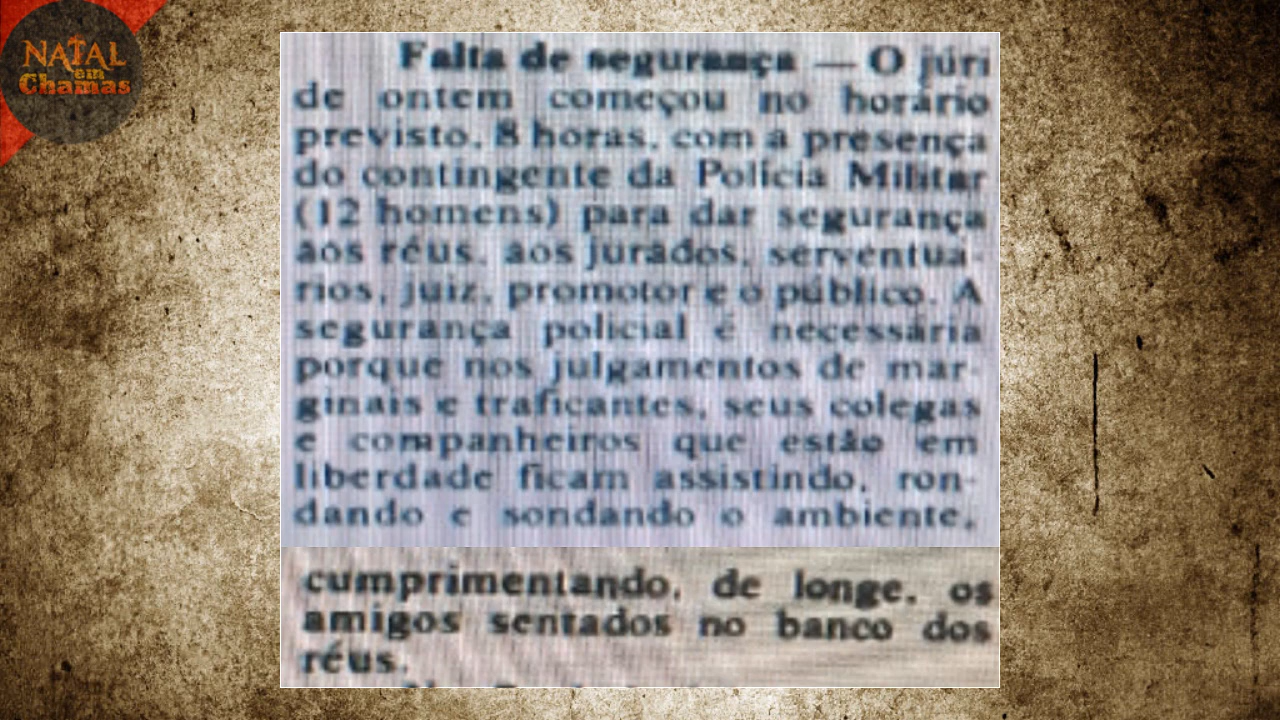 NATAL
em
Chamas
Falta de segurança — O júri
de ontem começou no horário
previsto, 8 horas, com a presença
do contingente da Polícia Militar
(12 homens) para dar segurança
aos réus, aos jurados, serventuá-
rios, juiz, promotor e o público. A
segurança policial é necessária
porque nos julgamentos de mar-
ginais e traficantes, seus colegas
e companheiros que estão em
liberdade ficam assistindo, ron-
dando e sondando o ambiente,
cumprimentando, de longe, os
amigos sentados no banco dos
réus.